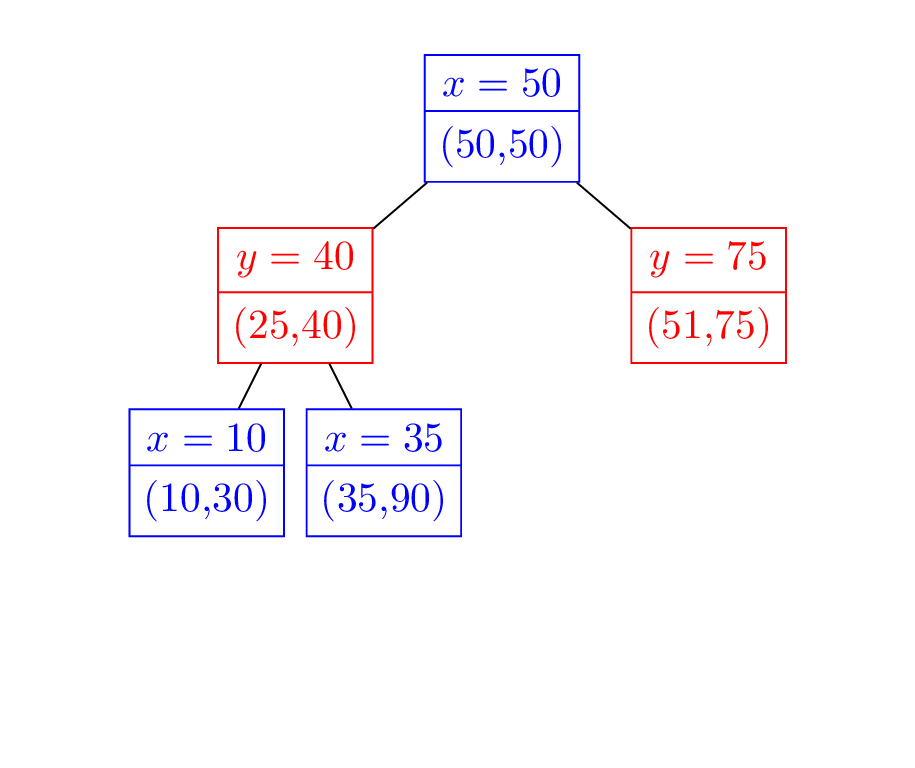 x = 50
(50,50)
y = 40
(25,40)
y = 75
(51,75)
x = 10
(10,30)
x = 35
(35,90)